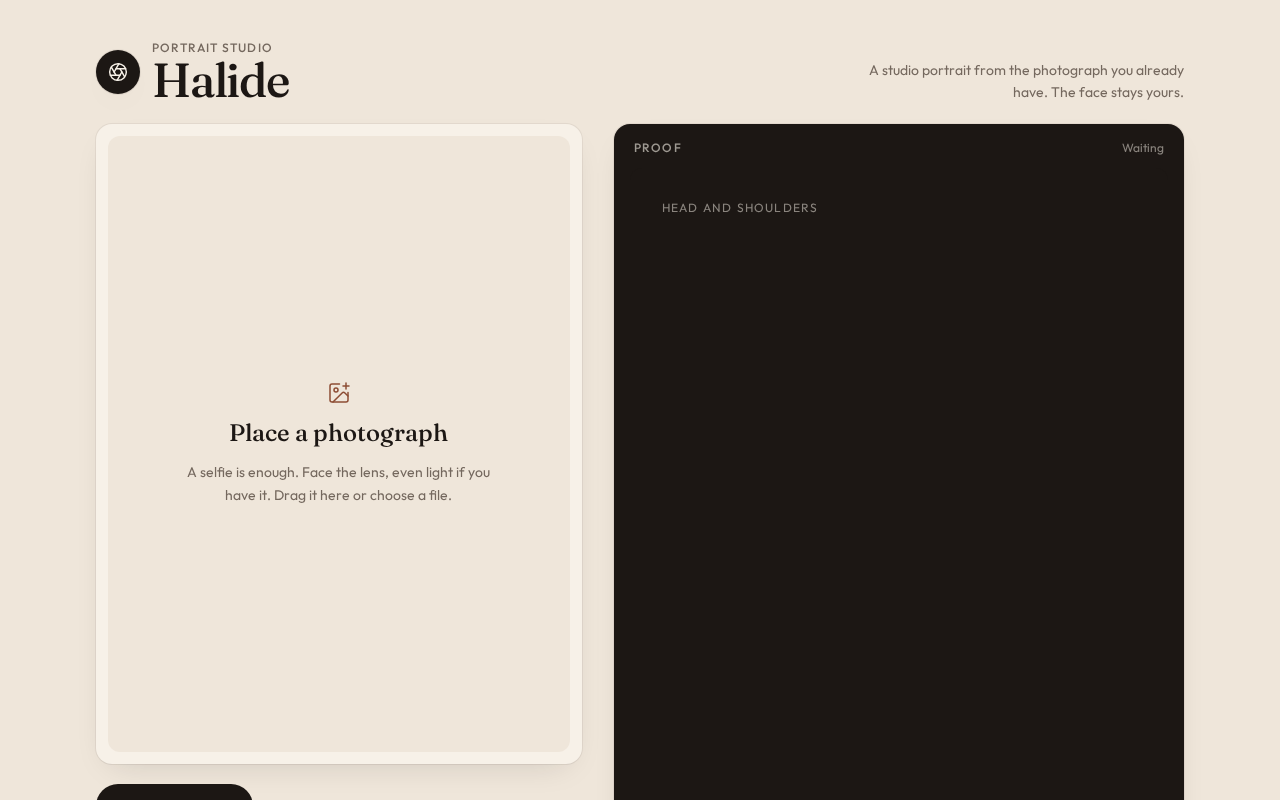 PORTRAIT STUDIO
Halide
A studio portrait from the photograph you already
have. The face stays yours.
Place a photograph
A selfie is enough. Face the lens, even light if you
have it. Drag it here or choose a file.
PROOF
Waiting
HEAD AND SHOULDERS